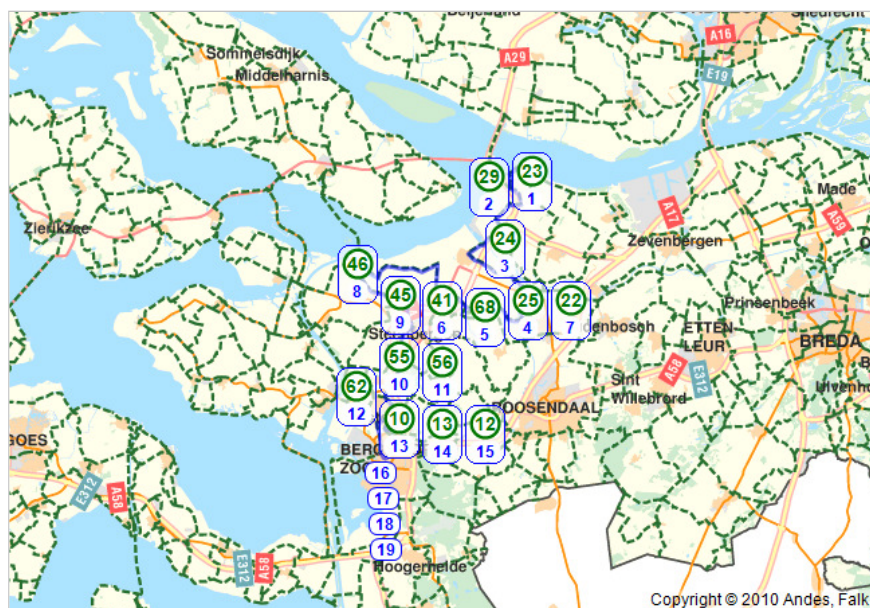 Beijerland
Sliedrecht
A16
Sommelsdijk
A29
Middelharnis
E19
29
2
23
1
Made
A17
A59
Zierikzee
24
3
Zevenbergen
46
8
45
9
41
6
68
5
25
4
22
7
Prinsenbeek
denbosch
ETTEN
LEUR
BREDA
55
10
56
11
A58
E312
62
12
Sint
Willebrord
10
13
13
14
12
15
ROOSENDAAL
GOES
BERG
ZOO
16
E312
A58
17
18
E312
A58
19
Hoogerheide
Copyright © 2010 Andes, Falk